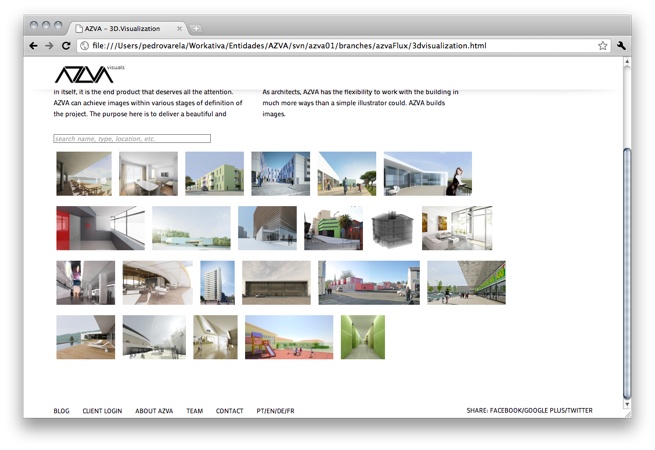 AZVA – 3D.Visualization
file:///Users/pedrovarela/Workativa/Entidades/AZVA/svn/azva01/branches/azvaFlux/3dvisualization.html
AZVA visuals
in itself, it is the end product that deserves all the attention.
AZVA can achieve images within various stages of definition of
the project. The purpose here is to deliver a beautiful and
As architects, AZVA has the flexibility to work with the building in
much more ways than a simple illustrator could. AZVA builds
images.
search name, type, location, etc.
BLOG CLIENT LOGIN ABOUT AZVA TEAM CONTACT PT/EN/DE/FR
SHARE: FACEBOOK/GOOGLE PLUS/TWITTER